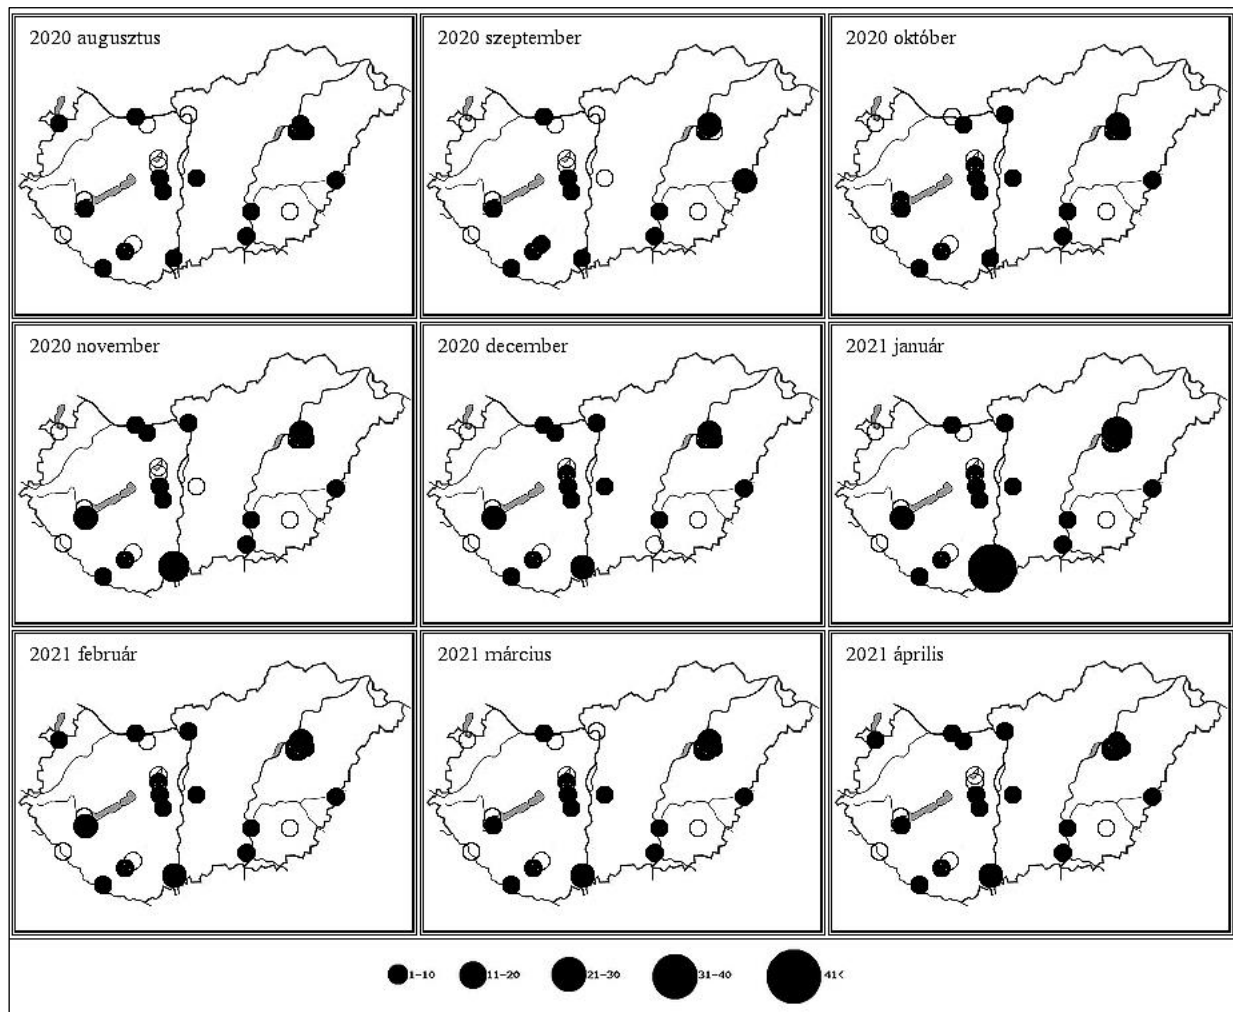 2020 augusztus
2020 szeptember
2020 október
2020 november
2020 december
2021 január
2021 február
2021 március
2021 április
1-10
11-20
21-30
31-40
41<